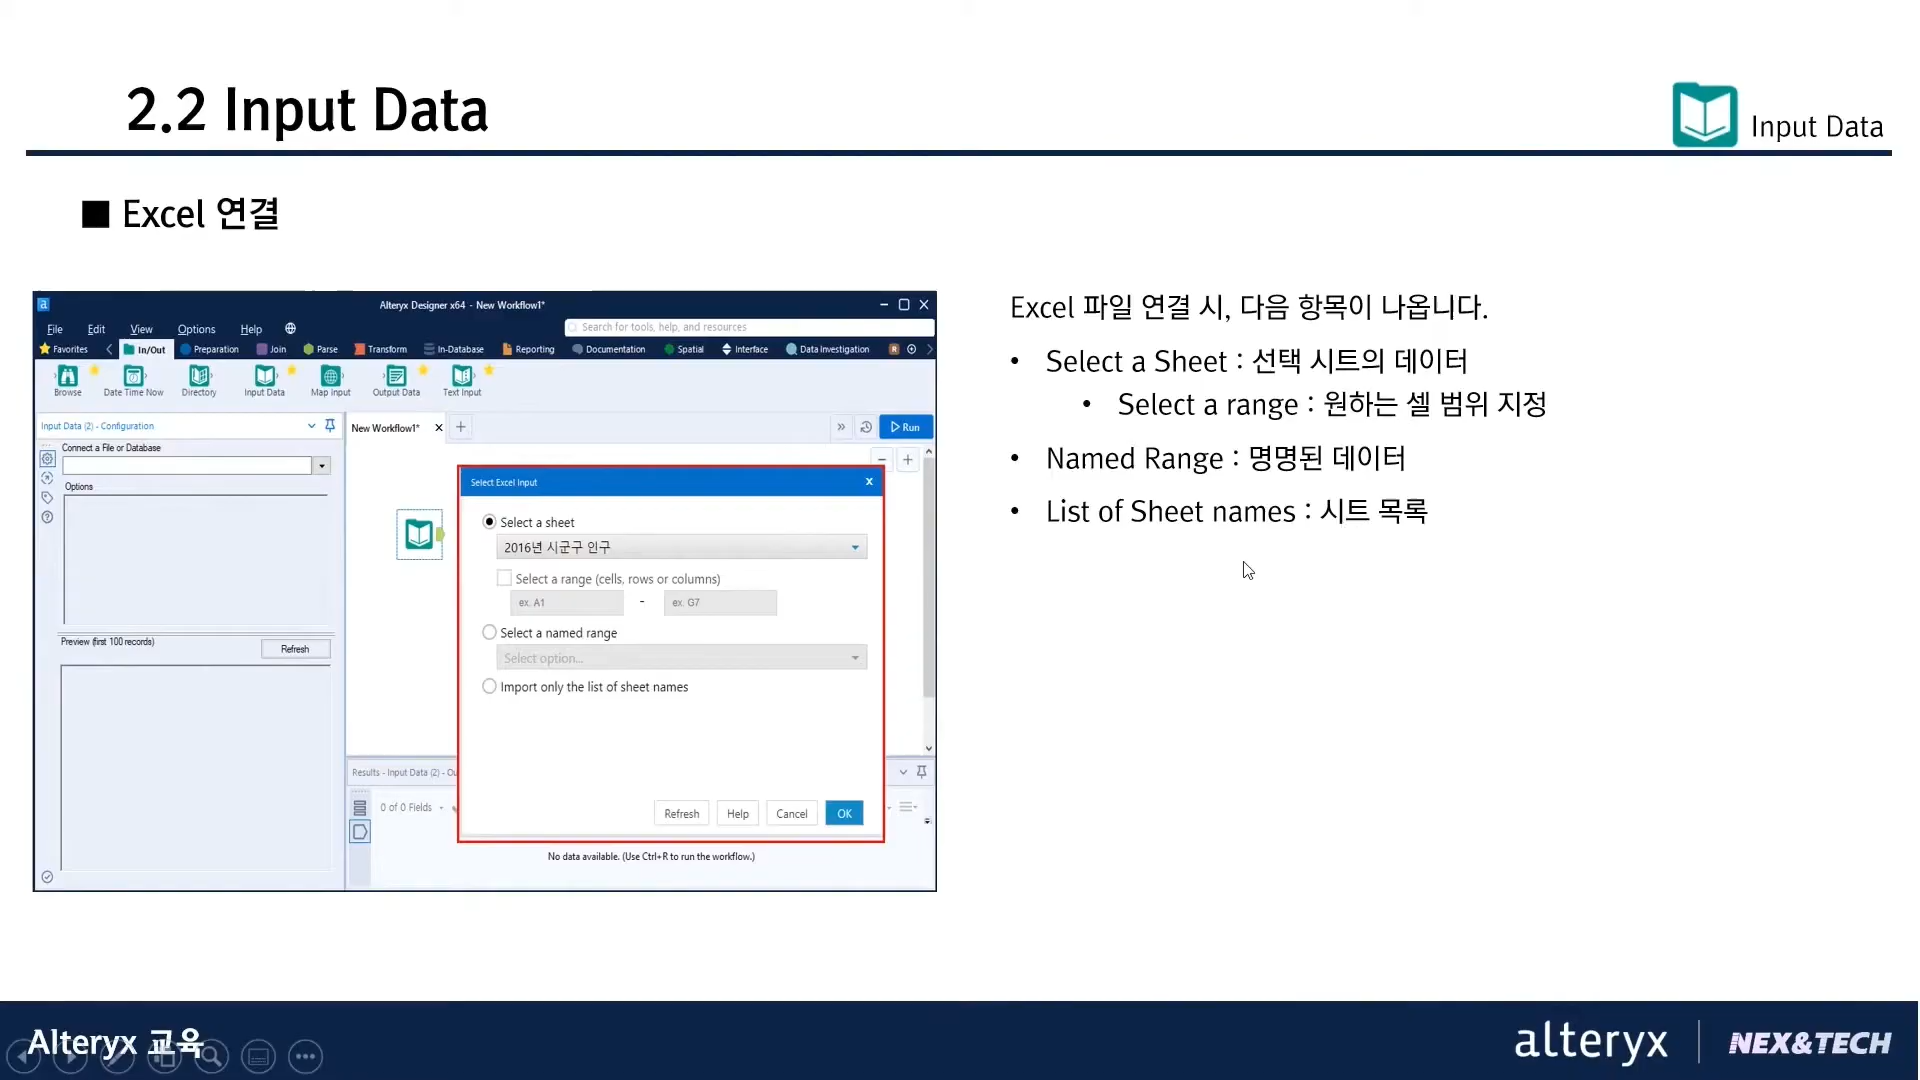 2.2 Input Data
Input Data
■ Excel 연결
Alteryx Designer x64 - New Workflow1*
File Edit View Options Help
Search for tools, help, and resources
Favorites In/Out Preparation Join Parse Transform In-Database Reporting Documentation Spatial Interface Data Investigation R
Browse Date Time Now Directory Input Data Map Input Output Data Text Input
Input Data (2) - Configuration
New Workflow1*
Run
Connect a File or Database
Options
Preview (first 100 records)
Refresh
Select Excel Input
Select a sheet
2016년 시군구 인구
Select a range (cells, rows or columns)
ex. A1 - ex. G7
Select a named range
Select option...
Import only the list of sheet names
Refresh Help Cancel OK
Results - Input Data (2) - Ou
0 of 0 Fields
No data available. (Use Ctrl+R to run the workflow.)
Excel 파일 연결 시, 다음 항목이 나옵니다.
• Select a Sheet : 선택 시트의 데이터
• Select a range : 원하는 셀 범위 지정
• Named Range : 명명된 데이터
• List of Sheet names : 시트 목록
Alteryx 교육
alteryx
NEX&TECH